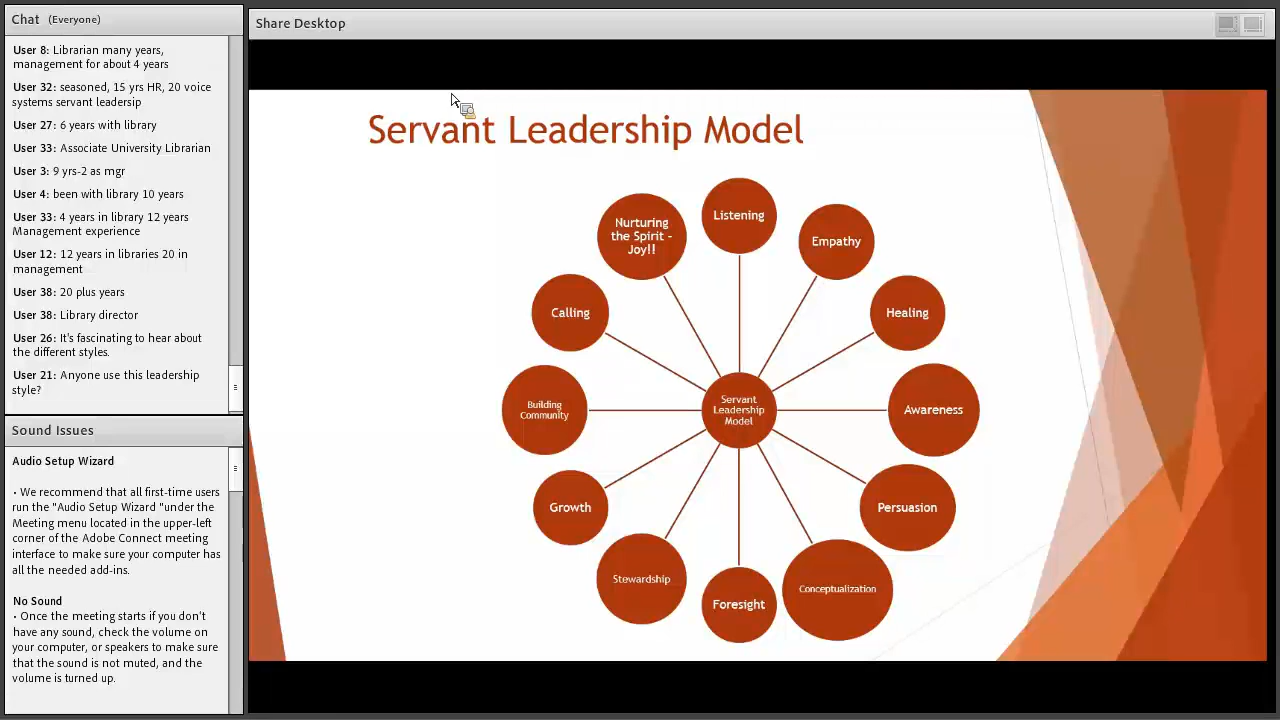 Chat (Everyone)
User 8: Librarian many years,
management for about 4 years
User 32: seasoned, 15 yrs HR, 20 voice
systems servant leadersip
User 27: 6 years with library
User 33: Associate University Librarian
User 3: 9 yrs-2 as mgr
User 4: been with library 10 years
User 33: 4 years in library 12 years
Management experience
User 12: 12 years in libraries 20 in
management
User 38: 20 plus years
User 38: Library director
User 26: It's fascinating to hear about
the different styles.
User 21: Anyone use this leadership
style?
Sound Issues
Audio Setup Wizard
• We recommend that all first-time users
run the "Audio Setup Wizard "under the
Meeting menu located in the upper-left
corner of the Adobe Connect meeting
interface to make sure your computer has
all the needed add-ins.
No Sound
• Once the meeting starts if you don't
have any sound, check the volume on
your computer, or speakers to make sure
that the sound is not muted, and the
volume is turned up.
Share Desktop
Servant Leadership Model
Listening
Empathy
Healing
Awareness
Persuasion
Conceptualization
Foresight
Stewardship
Growth
Building
Community
Calling
Nurturing
the Spirit –
Joy!!
Servant
Leadership
Model